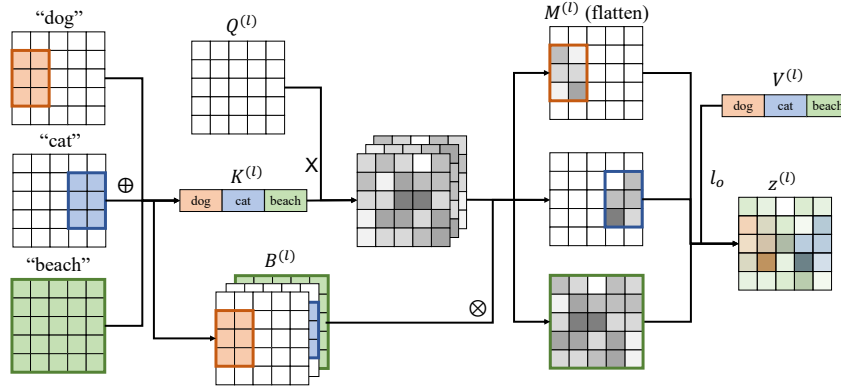 “dog”
Q^(l)
M^(l) (flatten)
“cat”
⊕
K^(l)
X
V^(l)
dog cat beach
dog cat beach
l_o
z^(l)
“beach”
B^(l)
⊗